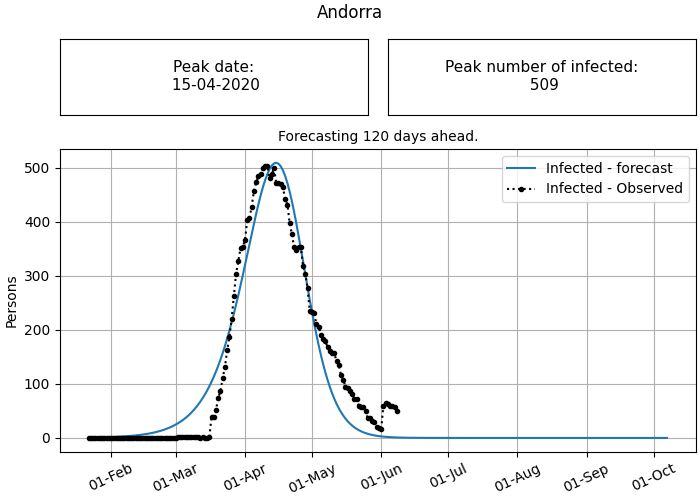 Andorra
Peak date:
15-04-2020
Peak number of infected:
509
Forecasting 120 days ahead.
Infected - forecast
Infected - Observed
Persons
500
400
300
200
100
0
01-Feb
01-Mar
01-Apr
01-May
01-Jun
01-Jul
01-Aug
01-Sep
01-Oct